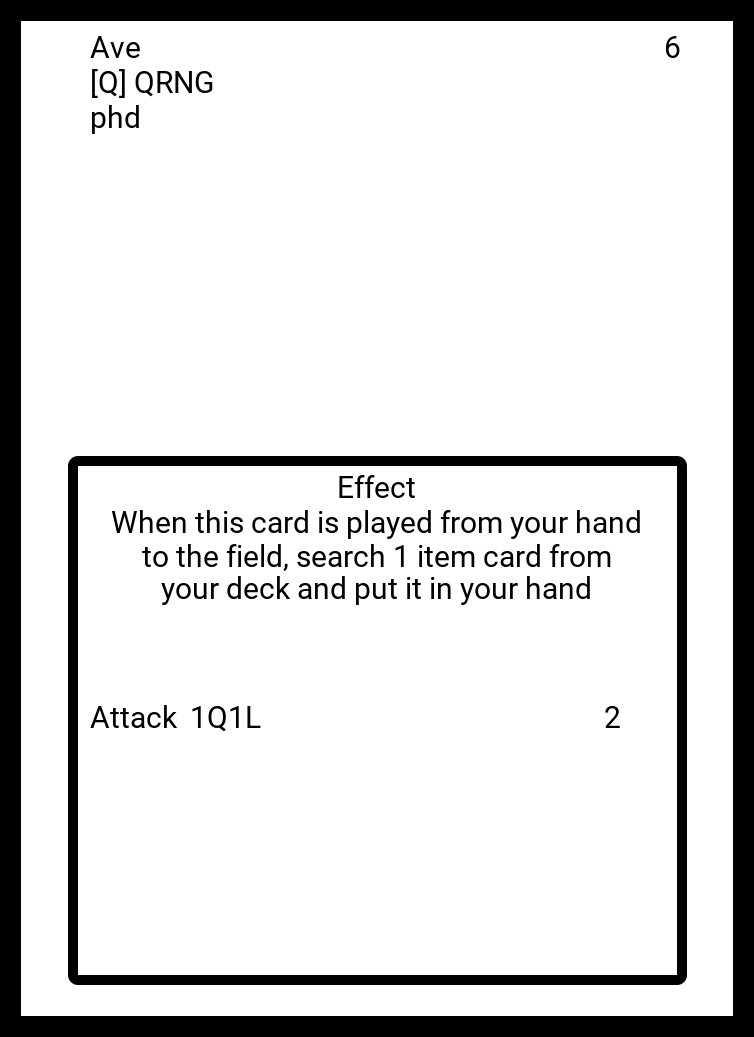 Ave 6
[Q] QRNG
phd
Effect
When this card is played from your hand
to the field, search 1 item card from
your deck and put it in your hand
Attack 1Q1L 2